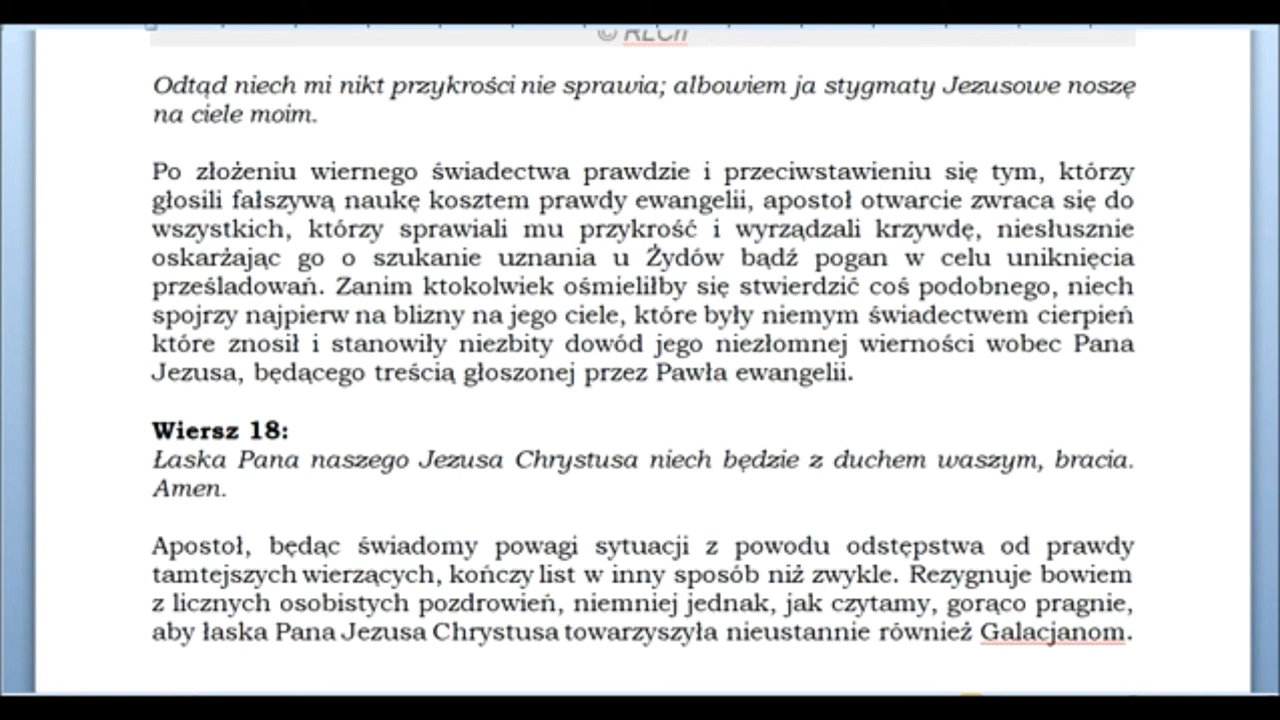 © RECH
Odtąd niech mi nikt przykrości nie sprawia; albowiem ja stygmaty Jezusowe noszę
na ciele moim.
Po złożeniu wiernego świadectwa prawdzie i przeciwstawieniu się tym, którzy
głosili fałszywą naukę kosztem prawdy ewangelii, apostoł otwarcie zwraca się do
wszystkich, którzy sprawiali mu przykrość i wyrządzali krzywdę, niesłusznie
oskarżając go o szukanie uznania u Żydów bądź pogan w celu uniknięcia
prześladowań. Zanim ktokolwiek ośmieliłby się stwierdzić coś podobnego, niech
spojrzy najpierw na blizny na jego ciele, które były niemym świadectwem cierpień
które znosił i stanowiły niezbity dowód jego niezłomnej wierności wobec Pana
Jezusa, będącego treścią głoszonej przez Pawła ewangelii.
Wiersz 18:
Łaska Pana naszego Jezusa Chrystusa niech będzie z duchem waszym, bracia.
Amen.
Apostoł, będąc świadomy powagi sytuacji z powodu odstępstwa od prawdy
tamtejszych wierzących, kończy list w inny sposób niż zwykle. Rezygnuje bowiem
z licznych osobistych pozdrowień, niemniej jednak, jak czytamy, gorąco pragnie,
aby łaska Pana Jezusa Chrystusa towarzyszyła nieustannie również Galacjanom.